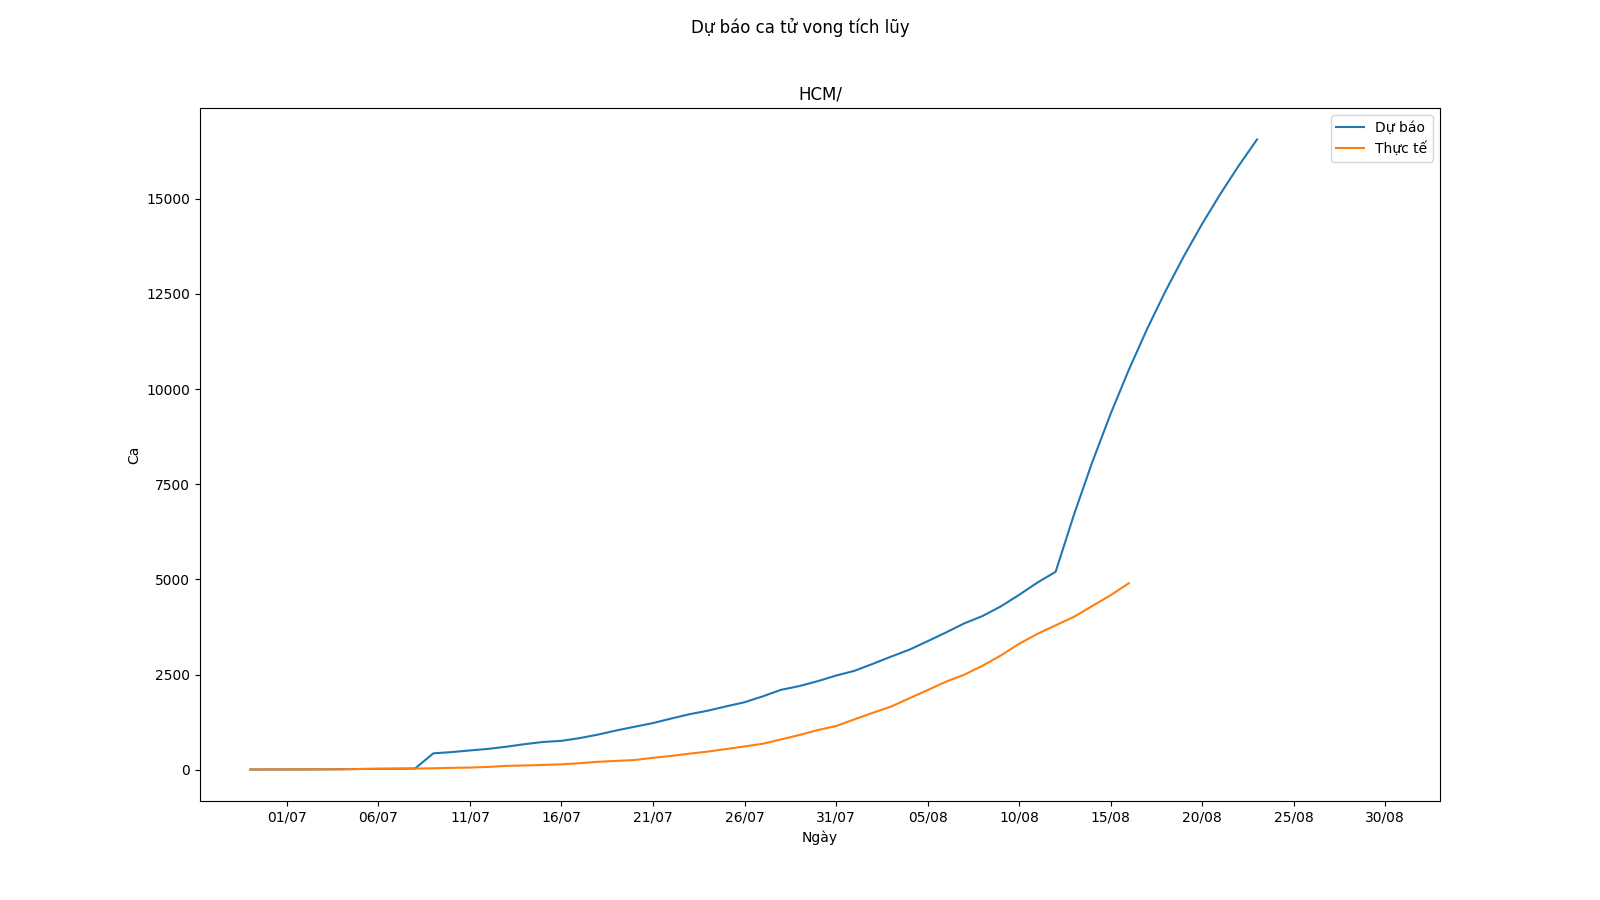 Dự báo ca tử vong tích lũy
HCM/
Dự báo
Thực tế
15000
12500
10000
7500
5000
2500
0
Ca
01/07 06/07 11/07 16/07 21/07 26/07 31/07 05/08 10/08 15/08 20/08 25/08 30/08
Ngày